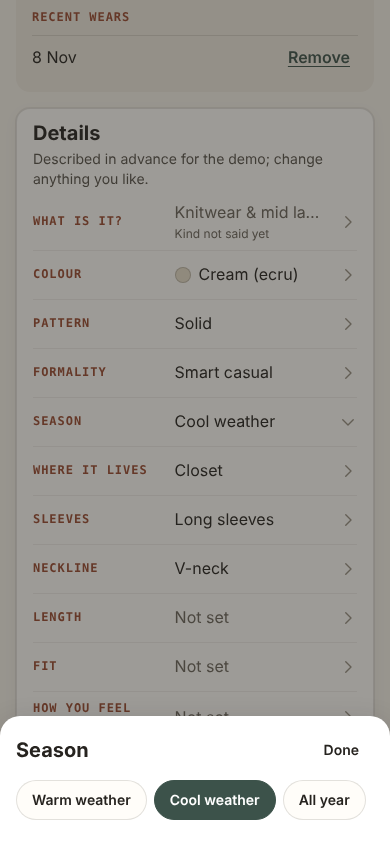 RECENT WEARS
8 Nov
Remove
Details
Described in advance for the demo; change
anything you like.
WHAT IS IT?
Knitwear & mid la...
Kind not said yet
COLOUR
Cream (ecru)
PATTERN
Solid
FORMALITY
Smart casual
SEASON
Cool weather
WHERE IT LIVES
Closet
SLEEVES
Long sleeves
NECKLINE
V-neck
LENGTH
Not set
FIT
Not set
HOW YOU FEEL
Not set
Season
Done
Warm weather
Cool weather
All year